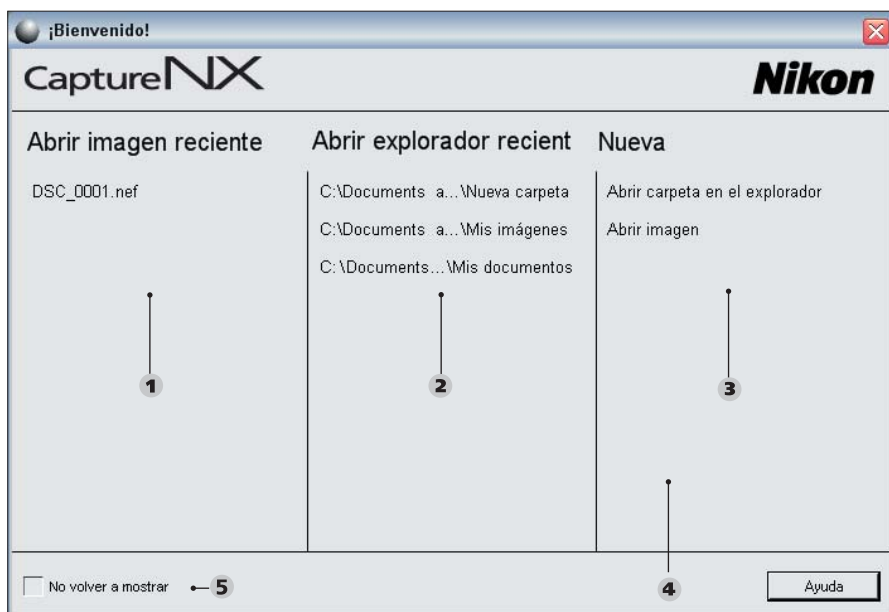 ¡Bienvenido!
CaptureNX
Nikon
Abrir imagen reciente
DSC_0001.nef
1
Abrir explorador recient
C:\Documents a...\Nueva carpeta
C:\Documents a...\Mis imágenes
C:\Documents...\Mis documentos
2
Nueva
Abrir carpeta en el explorador
Abrir imagen
3
4
No volver a mostrar
5
Ayuda